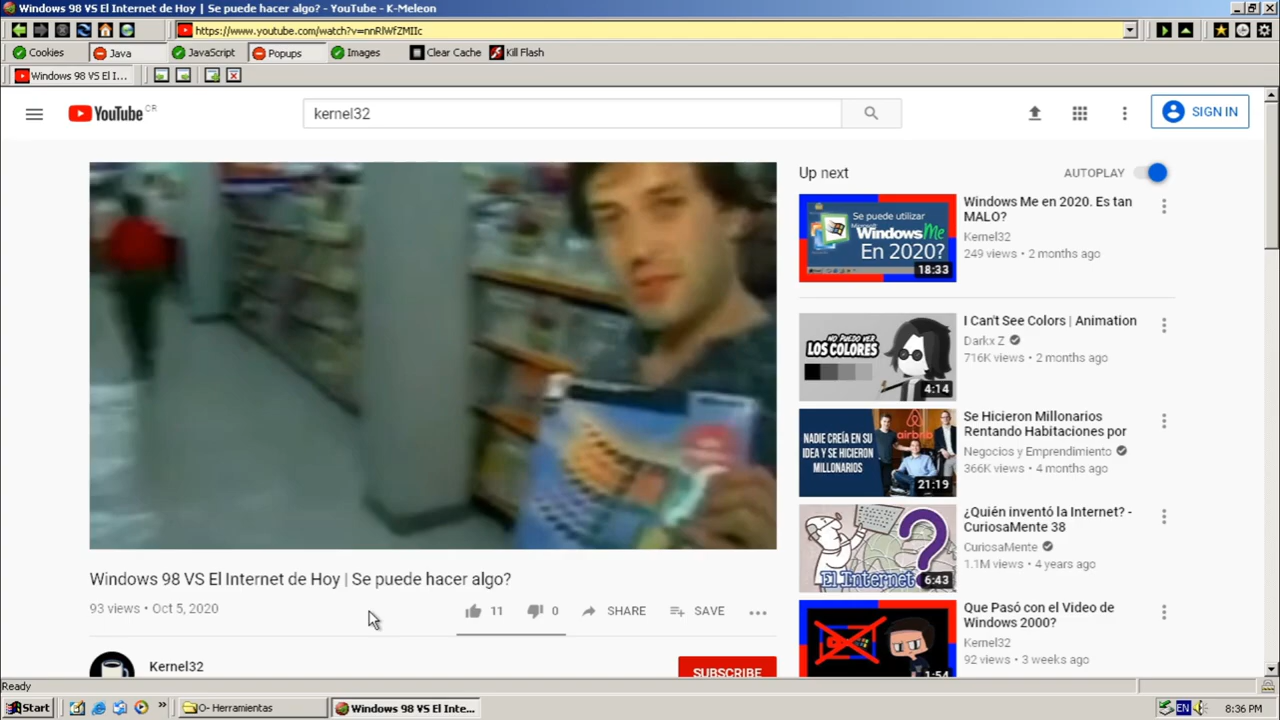 Windows 98 VS El Internet de Hoy | Se puede hacer algo? - YouTube - K-Meleon
https://www.youtube.com/watch?v=nnRlWfZMIIc
Cookies Java JavaScript Popups Images Clear Cache Kill Flash
Windows 98 VS El I...
YouTube CR
kernel32
SIGN IN
Up next
AUTOPLAY
Se puede utilizar
Windows Me
En 2020?
18:33
Windows Me en 2020. Es tan
MALO?
Kernel32
249 views • 2 months ago
NO PUEDO VER
LOS COLORES
4:14
I Can't See Colors | Animation
Darkx Z
716K views • 2 months ago
NADIE CREÍA EN SU
IDEA Y SE HICIERON
MILLONARIOS
airbnb
21:19
Se Hicieron Millonarios
Rentando Habitaciones por
Negocios y Emprendimiento
366K views • 4 months ago
El Internet
6:43
¿Quién inventó la Internet? -
CuriosaMente 38
CuriosaMente
1.1M views • 4 years ago
1:54
Que Pasó con el Video de
Windows 2000?
Kernel32
92 views • 3 weeks ago
Windows 98 VS El Internet de Hoy | Se puede hacer algo?
93 views • Oct 5, 2020
11 0 SHARE SAVE
Kernel32
SUBSCRIBE
Ready
Start O- Herramientas Windows 98 VS El Inte... EN 8:36 PM